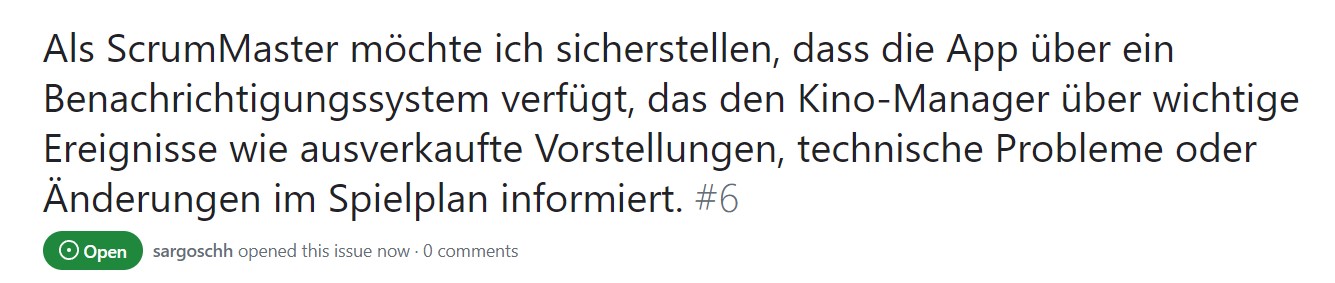 Als ScrumMaster möchte ich sicherstellen, dass die App über ein
Benachrichtigungssystem verfügt, das den Kino-Manager über wichtige
Ereignisse wie ausverkaufte Vorstellungen, technische Probleme oder
Änderungen im Spielplan informiert. #6
Open sargoschh opened this issue now · 0 comments